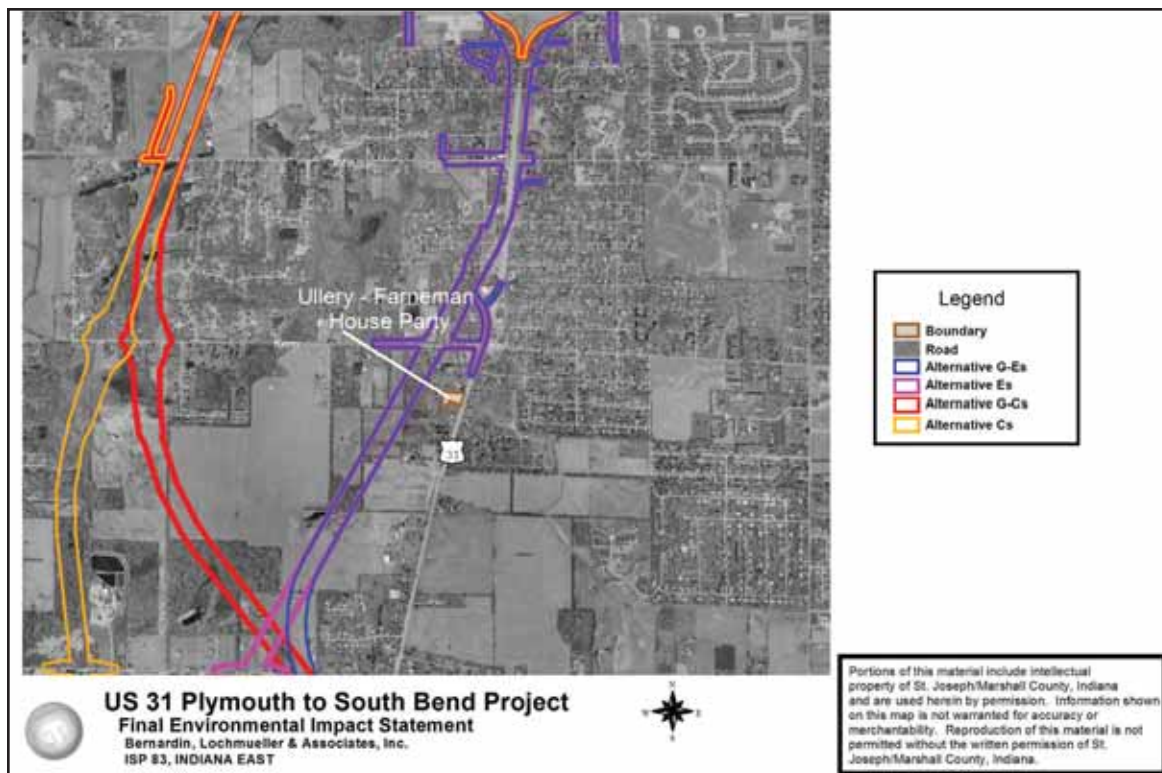 Ullery - Farneman
House Party
31
Legend
Boundary
Road
Alternative G-Es
Alternative Es
Alternative G-Cs
Alternative Cs
US 31 Plymouth to South Bend Project
Final Environmental Impact Statement
Bernardin, Lochmueller & Associates, Inc.
ISP 83, INDIANA EAST
N
W
E
S
Portions of this material include intellectual
property of St. Joseph/Marshall County, Indiana
and are used herein by permission. Information shown
on this map is not warranted for accuracy or
merchantability. Reproduction of this material is not
permitted without the written permission of St.
Joseph/Marshall County, Indiana.